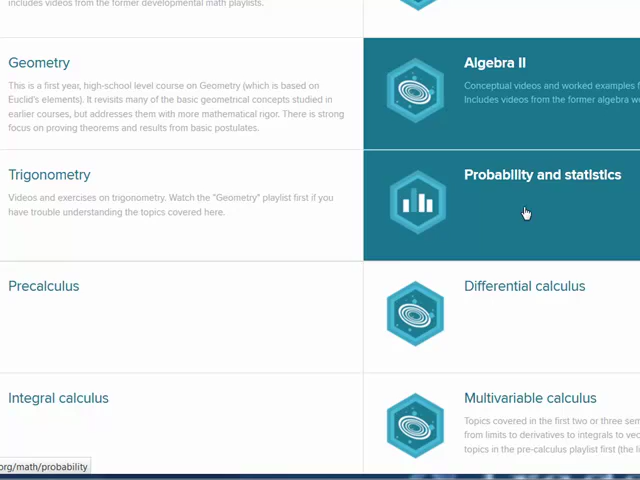 includes videos from the former developmental math playlists.
Geometry
This is a first year, high-school level course on Geometry (which is based on
Euclid's elements). It revisits many of the basic geometrical concepts studied in
earlier courses, but addresses them with more mathematical rigor. There is strong
focus on proving theorems and results from basic postulates.
Algebra II
Conceptual videos and worked examples f
Includes videos from the former algebra w
Trigonometry
Videos and exercises on trigonometry. Watch the "Geometry" playlist first if you
have trouble understanding the topics covered here.
Probability and statistics
Precalculus
Differential calculus
Integral calculus
Multivariable calculus
Topics covered in the first two or three sem
from limits to derivatives to integrals to vec
topics in the pre-calculus playlist first (the li
org/math/probability